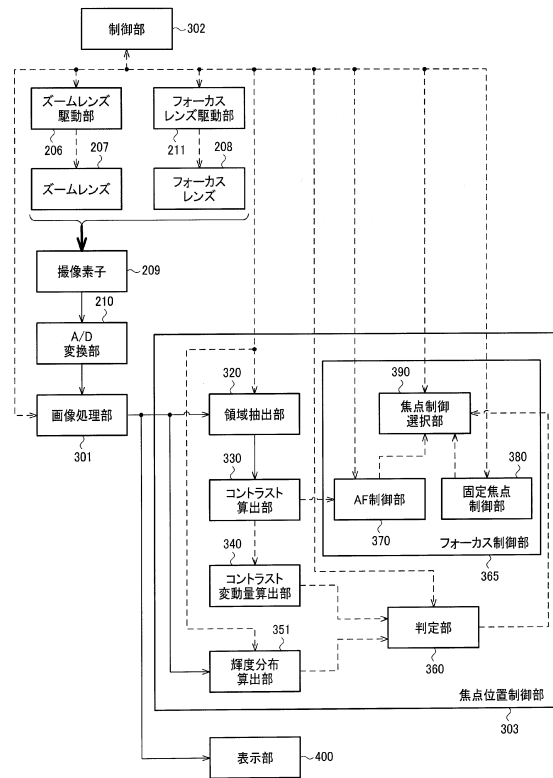 制御部
302
ズームレンズ
駆動部
フォーカス
レンズ駆動部
206
207
211
208
ズームレンズ
フォーカス
レンズ
撮像素子
209
210
A/D
変換部
画像処理部
301
320
領域抽出部
330
コントラスト
算出部
340
コントラスト
変動量算出部
351
輝度分布
算出部
390
焦点制御
選択部
380
AF制御部
370
固定焦点
制御部
フォーカス制御部
365
判定部
360
焦点位置制御部
303
表示部
400